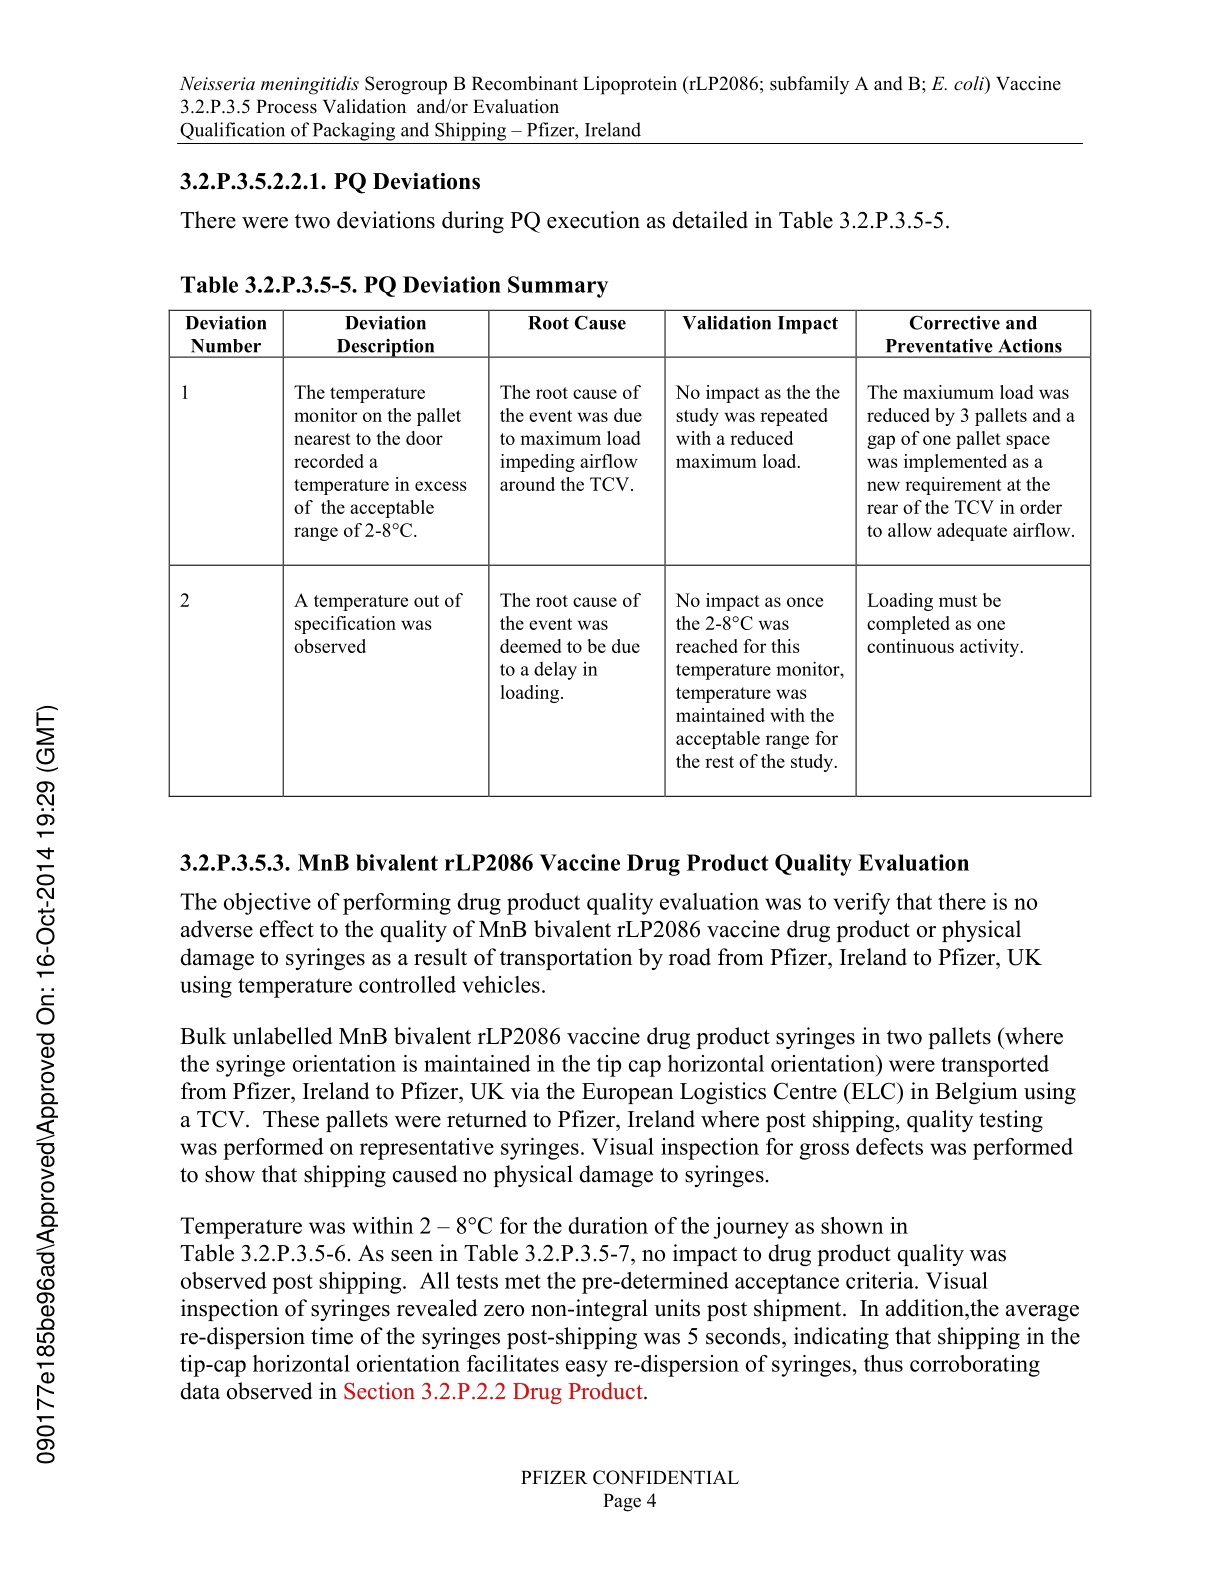 Neisseria meningitidis Serogroup B Recombinant Lipoprotein (rLP2086; subfamily A and B; E. coli) Vaccine
3.2.P.3.5 Process Validation  and/or Evaluation
Qualification of Packaging and Shipping – Pfizer, Ireland
3.2.P.3.5.2.2.1. PQ Deviations
There were two deviations during PQ execution as detailed in Table 3.2.P.3.5-5.
Table 3.2.P.3.5-5. PQ Deviation Summary
Deviation
Number
Deviation
Description
Root Cause
Validation Impact
Corrective and
Preventative Actions
1
The temperature
monitor on the pallet
nearest to the door
recorded a
temperature in excess
of  the acceptable
range of 2-8°C.
The root cause of
the event was due
to maximum load
impeding airflow
around the TCV.
No impact as the the
study was repeated
with a reduced
maximum load.
The maxiumum load was
reduced by 3 pallets and a
gap of one pallet space
was implemented as a
new requirement at the
rear of the TCV in order
to allow adequate airflow.
2
A temperature out of
specification was
observed
The root cause of
the event was
deemed to be due
to a delay in
loading.
No impact as once
the 2-8°C was
reached for this
temperature monitor,
temperature was
maintained with the
acceptable range for
the rest of the study.
Loading must be
completed as one
continuous activity.
3.2.P.3.5.3. MnB bivalent rLP2086 Vaccine Drug Product Quality Evaluation
The objective of performing drug product quality evaluation was to verify that there is no
adverse effect to the quality of MnB bivalent rLP2086 vaccine drug product or physical
damage to syringes as a result of transportation by road from Pfizer, Ireland to Pfizer, UK
using temperature controlled vehicles.
Bulk unlabelled MnB bivalent rLP2086 vaccine drug product syringes in two pallets (where
the syringe orientation is maintained in the tip cap horizontal orientation) were transported
from Pfizer, Ireland to Pfizer, UK via the European Logistics Centre (ELC) in Belgium using
a TCV.  These pallets were returned to Pfizer, Ireland where post shipping, quality testing
was performed on representative syringes. Visual inspection for gross defects was performed
to show that shipping caused no physical damage to syringes.
Temperature was within 2 – 8°C for the duration of the journey as shown in
Table 3.2.P.3.5-6. As seen in Table 3.2.P.3.5-7, no impact to drug product quality was
observed post shipping.  All tests met the pre-determined acceptance criteria. Visual
inspection of syringes revealed zero non-integral units post shipment.  In addition,the average
re-dispersion time of the syringes post-shipping was 5 seconds, indicating that shipping in the
tip-cap horizontal orientation facilitates easy re-dispersion of syringes, thus corroborating
data observed in Section 3.2.P.2.2 Drug Product.
PFIZER CONFIDENTIAL
Page 4
090177e185be96ad\Approved\Approved On: 16-Oct-2014 19:29 (GMT)